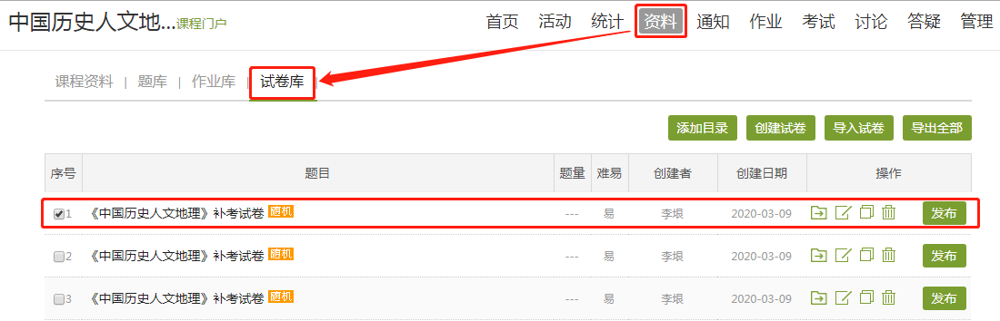 中国历史人文地...课程门户 首页 活动 统计 资料 通知 作业 考试 讨论 答疑 管理
课程资料 | 题库 | 作业库 | 试卷库
添加目录 创建试卷 导入试卷 导出全部
序号 题目 题量 难易 创建者 创建日期 操作
1 《中国历史人文地理》补考试卷 随机 --- 易 李垠 2020-03-09 发布
2 《中国历史人文地理》补考试卷 随机 --- 易 李垠 2020-03-09 发布
3 《中国历史人文地理》补考试卷 随机 --- 易 李垠 2020-03-09 发布